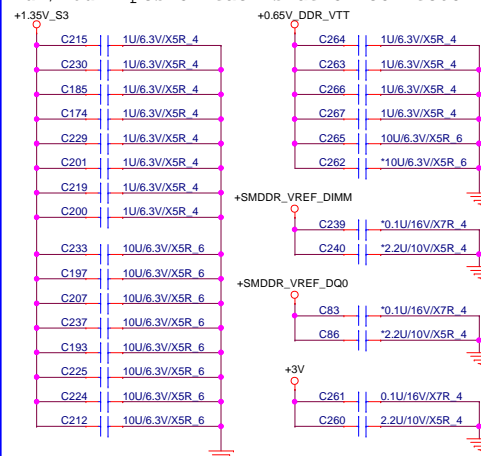 +1.35V_S3
C215 1U/6.3V/X5R_4
C230 1U/6.3V/X5R_4
C185 1U/6.3V/X5R_4
C174 1U/6.3V/X5R_4
C229 1U/6.3V/X5R_4
C201 1U/6.3V/X5R_4
C219 1U/6.3V/X5R_4
C200 1U/6.3V/X5R_4
C233 10U/6.3V/X5R_6
C197 10U/6.3V/X5R_6
C207 10U/6.3V/X5R_6
C237 10U/6.3V/X5R_6
C193 10U/6.3V/X5R_6
C225 10U/6.3V/X5R_6
C224 10U/6.3V/X5R_6
C212 10U/6.3V/X5R_6
+0.65V_DDR_VTT
C264 1U/6.3V/X5R_4
C263 1U/6.3V/X5R_4
C266 1U/6.3V/X5R_4
C267 1U/6.3V/X5R_4
C265 10U/6.3V/X5R_6
C262 *10U/6.3V/X5R_6
+SMDDR_VREF_DIMM
C239 *0.1U/16V/X7R_4
C240 *2.2U/10V/X5R_4
+SMDDR_VREF_DQ0
C83 *0.1U/16V/X7R_4
C86 *2.2U/10V/X5R_4
+3V
C261 0.1U/16V/X7R_4
C260 2.2U/10V/X5R_4